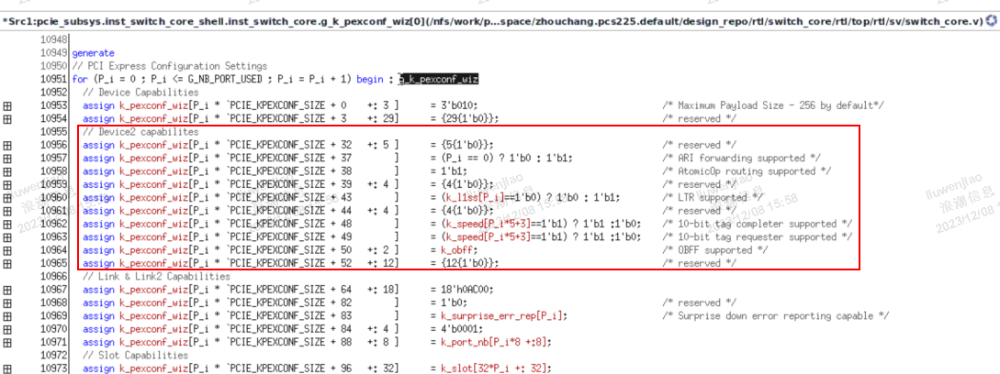 *Src1:pcie_subsys.inst_switch_core_shell.inst_switch_core.g_k_pexconf_wiz[0](/nfs/work/p...space/zhouchang.pcs225.default/design_repo/rtl/switch_core/rtl/top/rtl/sv/switch_core.v)
10948
10949 generate
10950 // PCI Express Configuration Settings
10951 for (P_i = 0 ; P_i <= G_NB_PORT_USED ; P_i = P_i + 1) begin : g_k_pexconf_wiz
10952 // Device Capabilities
10953 assign k_pexconf_wiz[P_i * `PCIE_KPEXCONF_SIZE + 0 +: 3 ] = 3'b010; /* Maximum Payload Size - 256 by default*/
10954 assign k_pexconf_wiz[P_i * `PCIE_KPEXCONF_SIZE + 3 +: 29] = {29{1'b0}}; /* reserved */
10955 // Device2 capabilites
10956 assign k_pexconf_wiz[P_i * `PCIE_KPEXCONF_SIZE + 32 +: 5 ] = {5{1'b0}}; /* reserved */
10957 assign k_pexconf_wiz[P_i * `PCIE_KPEXCONF_SIZE + 37 ] = (P_i == 0) ? 1'b0 : 1'b1; /* ARI forwarding supported */
10958 assign k_pexconf_wiz[P_i * `PCIE_KPEXCONF_SIZE + 38 ] = 1'b1; /* AtomicOp routing supported */
10959 assign k_pexconf_wiz[P_i * `PCIE_KPEXCONF_SIZE + 39 +: 4 ] = {4{1'b0}}; /* reserved */
10960 assign k_pexconf_wiz[P_i * `PCIE_KPEXCONF_SIZE + 43 ] = (k_l1ss[P_i]==1'b0) ? 1'b0 : 1'b1; /* LTR supported */
10961 assign k_pexconf_wiz[P_i * `PCIE_KPEXCONF_SIZE + 44 +: 4 ] = {4{1'b0}}; /* reserved */
10962 assign k_pexconf_wiz[P_i * `PCIE_KPEXCONF_SIZE + 48 ] = (k_speed[P_i*5+3]==1'b1) ? 1'b1 :1'b0; /* 10-bit tag completer supported */
10963 assign k_pexconf_wiz[P_i * `PCIE_KPEXCONF_SIZE + 49 ] = (k_speed[P_i*5+3]==1'b1) ? 1'b1 :1'b0; /* 10-bit tag requester supported */
10964 assign k_pexconf_wiz[P_i * `PCIE_KPEXCONF_SIZE + 50 +: 2 ] = k_obff; /* OBFF supported */
10965 assign k_pexconf_wiz[P_i * `PCIE_KPEXCONF_SIZE + 52 +: 12] = {12{1'b0}}; /* reserved */
10966 // Link & Link2 Capabilities
10967 assign k_pexconf_wiz[P_i * `PCIE_KPEXCONF_SIZE + 64 +: 18] = 18'h0AC00;
10968 assign k_pexconf_wiz[P_i * `PCIE_KPEXCONF_SIZE + 82 ] = 1'b0; /* reserved */
10969 assign k_pexconf_wiz[P_i * `PCIE_KPEXCONF_SIZE + 83 ] = k_surprise_err_rep[P_i]; /* Surprise down error reporting capable */
10970 assign k_pexconf_wiz[P_i * `PCIE_KPEXCONF_SIZE + 84 +: 4 ] = 4'b0001;
10971 assign k_pexconf_wiz[P_i * `PCIE_KPEXCONF_SIZE + 88 +: 8 ] = k_port_nb[P_i*8 +:8];
10972 // Slot Capabilities
10973 assign k_pexconf_wiz[P_i * `PCIE_KPEXCONF_SIZE + 96 +: 32] = k_slot[32*P_i +: 32];
liuwenjiao
浪潮信息
2023/12/08 15:58